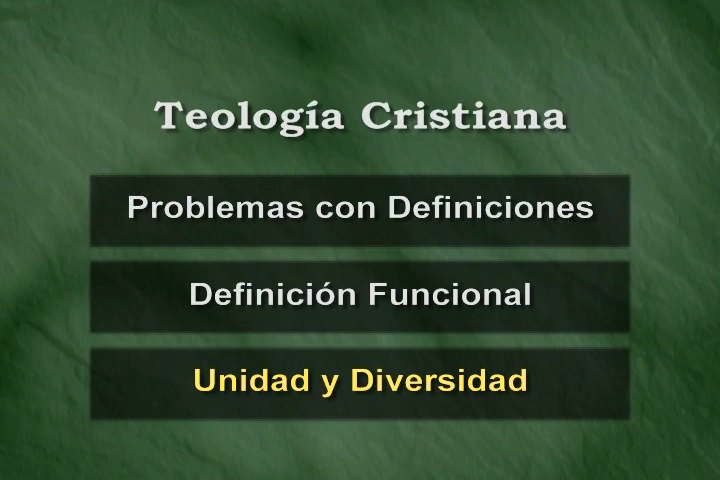 Teología Cristiana
Problemas con Definiciones
Definición Funcional
Unidad y Diversidad